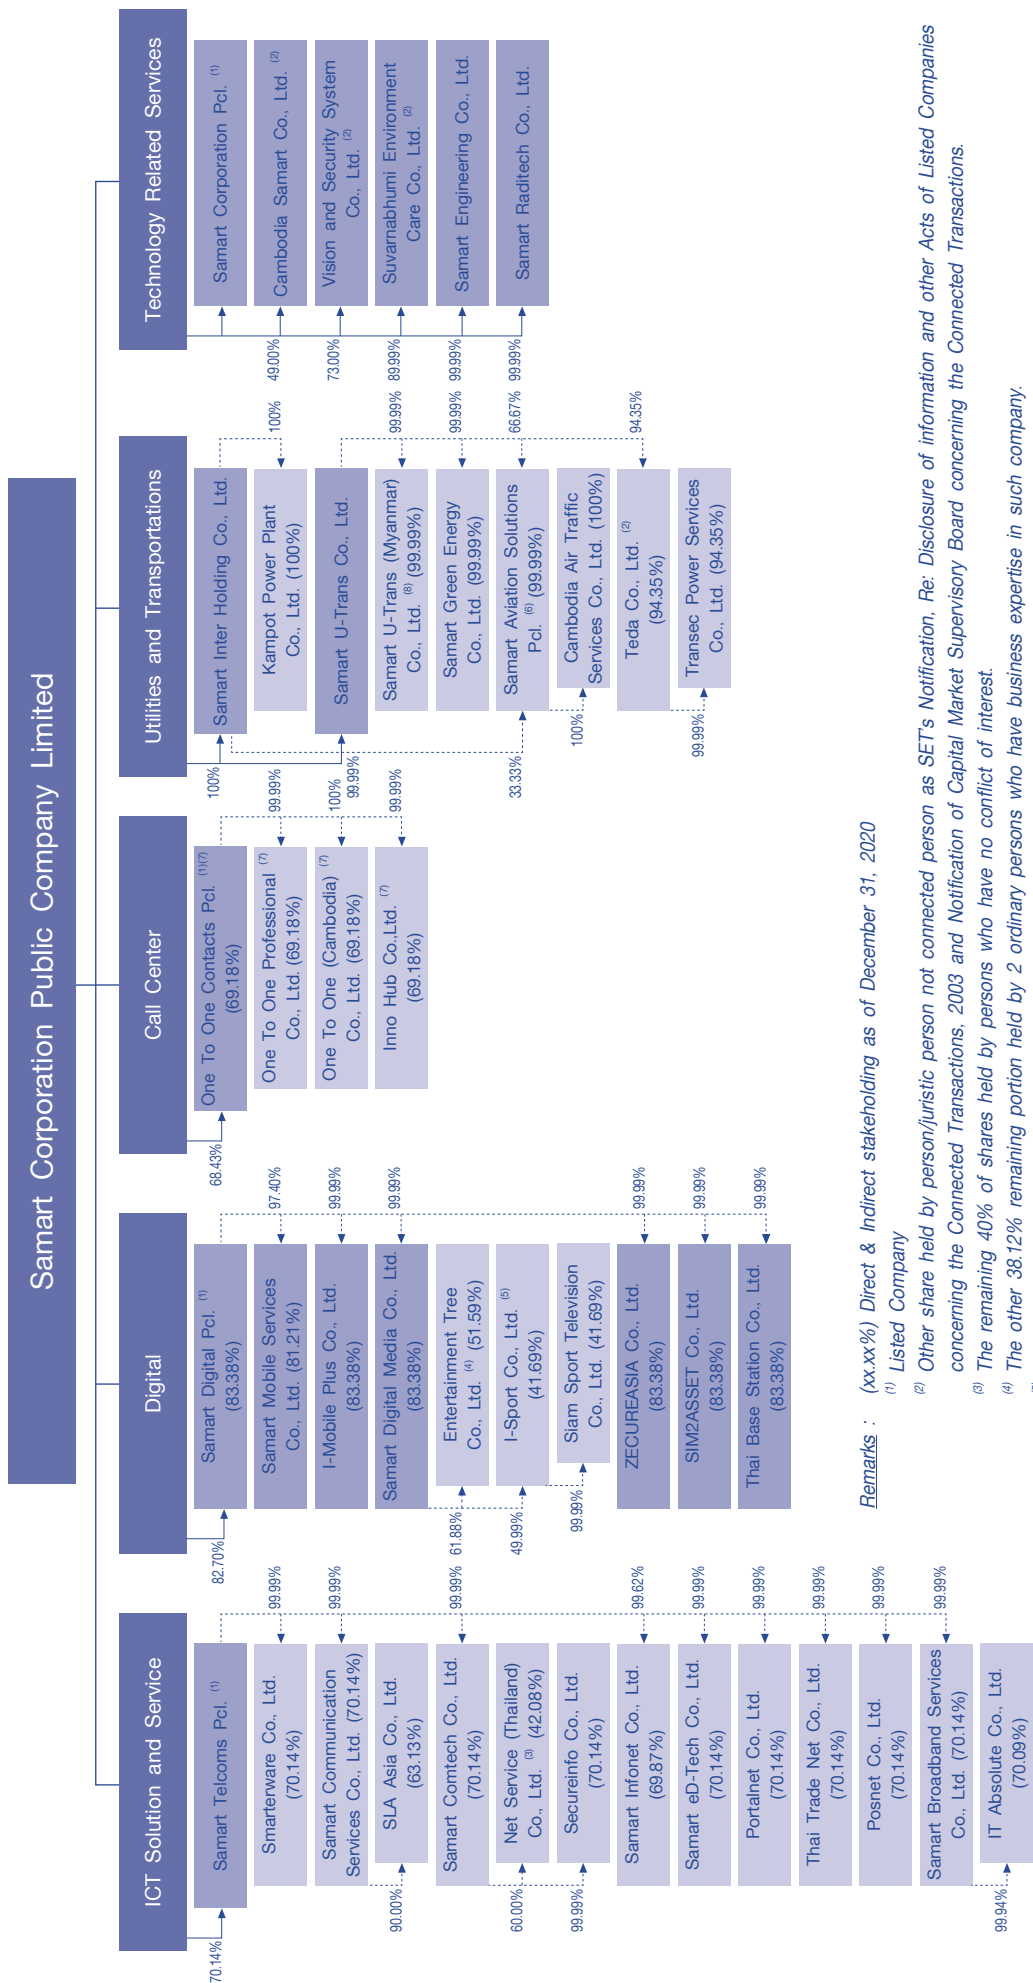 Samart Corporation Public Company Limited
ICT Solution and Service
70.14%
Samart Telcoms Pcl. (1)
Smarterware Co., Ltd.
(70.14%)
99.99%
Samart Communication
Services Co., Ltd. (70.14%)
99.99%
SLA Asia Co., Ltd.
(63.13%)
90.00%
Samart Comtech Co., Ltd.
(70.14%)
99.99%
Net Service (Thailand)
Co., Ltd. (3) (42.08%)
60.00%
Secureinfo Co., Ltd.
(70.14%)
99.99%
Samart Infonet Co., Ltd.
(69.87%)
99.62%
Samart eD-Tech Co., Ltd.
(70.14%)
99.99%
Portalnet Co., Ltd.
(70.14%)
99.99%
Thai Trade Net Co., Ltd.
(70.14%)
99.99%
Posnet Co., Ltd.
(70.14%)
99.99%
Samart Broadband Services
Co., Ltd. (70.14%)
99.99%
IT Absolute Co., Ltd.
(70.09%)
99.94%
Digital
82.70%
Samart Digital Pcl. (1)
(83.38%)
Samart Mobile Services
Co., Ltd. (81.21%)
97.40%
I-Mobile Plus Co., Ltd.
(83.38%)
99.99%
Samart Digital Media Co., Ltd.
(83.38%)
99.99%
Entertainment Tree
Co., Ltd. (4) (51.59%)
61.88%
I-Sport Co., Ltd. (5)
(41.69%)
49.99%
Siam Sport Television
Co., Ltd. (41.69%)
99.99%
ZECUREASIA Co., Ltd.
(83.38%)
99.99%
SIM2ASSET Co., Ltd.
(83.38%)
99.99%
Thai Base Station Co., Ltd.
(83.38%)
99.99%
Call Center
68.43%
One To One Contacts Pcl. (1)(7)
(69.18%)
One To One Professional (7)
Co., Ltd. (69.18%)
99.99%
One To One (Cambodia) (7)
Co., Ltd. (69.18%)
100%
Inno Hub Co.,Ltd. (7)
(69.18%)
99.99%
Utilities and Transportations
100%
Samart Inter Holding Co., Ltd.
Kampot Power Plant
Co., Ltd. (100%)
100%
99.99%
Samart U-Trans Co., Ltd.
Samart U-Trans (Myanmar)
Co., Ltd. (8) (99.99%)
99.99%
Samart Green Energy
Co., Ltd. (99.99%)
99.99%
Samart Aviation Solutions
Pcl. (6) (99.99%)
66.67%
33.33%
Cambodia Air Traffic
Services Co., Ltd. (100%)
100%
Teda Co., Ltd. (2)
(94.35%)
94.35%
Transec Power Services
Co., Ltd. (94.35%)
99.99%
Technology Related Services
Samart Corporation Pcl. (1)
Cambodia Samart Co., Ltd. (2)
49.00%
Vision and Security System
Co., Ltd. (2)
73.00%
Suvarnabhumi Environment
Care Co., Ltd. (2)
89.99%
Samart Engineering Co., Ltd.
99.99%
Samart Raditech Co., Ltd.
99.99%
Remarks : (xx.xx%) Direct & Indirect stakeholding as of December 31, 2020
(1) Listed Company
(2) Other share held by person/juristic person not connected person as SET's Notification, Re: Disclosure of information and other Acts of Listed Companies
concerning the Connected Transactions, 2003 and Notification of Capital Market Supervisory Board concerning the Connected Transactions.
(3) The remaining 40% of shares held by persons who have no conflict of interest.
(4) The other 38.12% remaining portion held by 2 ordinary persons who have business expertise in such company.